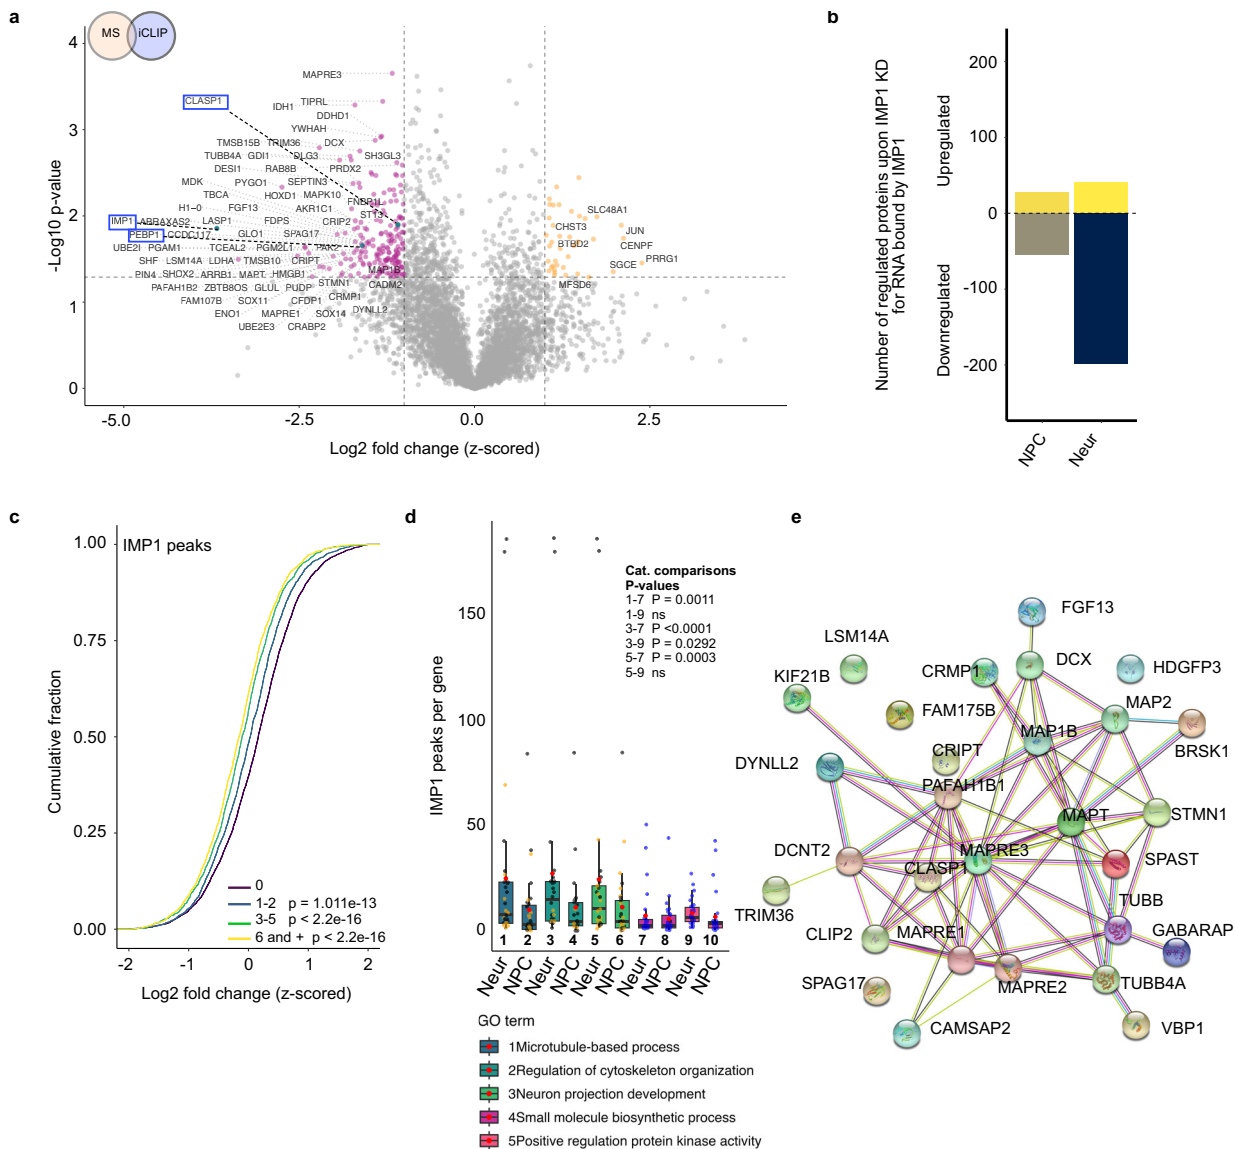 a
MS
iCLIP
4
3
2
1
0
-Log10 p-value
MAPRE3
CLASP1
TIPRL
IDH1
DDHD1
YWHAH
TMSB15B
TRIM36
DCX
TUBB4A
GDI1
DLG3
SH3GL3
DESI1
RAB8B
PRDX2
MDK
PYGO1
SEPTIN3
TBCA
HOXD1
MAPK10
FNBP1L
H1-0
FGF13
AKR1C1
ST13
IMP1
ABRAXAS2
LASP1
FDPS
CRIP2
PEBP1
CCDC117
GLO1
SPAG17
UBE2I
PGAM1
TCEAL2
PGM2L1
PAK2
SHF
LSM14A
LDHA
TMSB10
CRIPT
MAP1B
PIN4
SHOX2
ARRB1
MAPT
HMGB1
STMN1
CADM2
PAFAH1B2
ZBTB8OS
GLUL
PUDP
FAM107B
SOX11
CFDP1
CRMP1
ENO1
MAPRE1
SOX14
DYNLL2
UBE2E3
CRABP2
SLC48A1
CHST3
JUN
BTBD2
CENPF
SGCE
PRRG1
MFSD6
-5.0
-2.5
0.0
2.5
Log2 fold change (z-scored)
b
Number of regulated proteins upon IMP1 KD
for RNA bound by IMP1
Downregulated
Upregulated
200
100
0
-100
-200
NPC
Neur
c
IMP1 peaks
Cumulative fraction
1.00
0.75
0.50
0.25
0.00
0
1-2 p = 1.011e-13
3-5 p < 2.2e-16
6 and + p < 2.2e-16
-2
-1
0
1
2
Log2 fold change (z-scored)
d
IMP1 peaks per gene
150
100
50
0
Cat. comparisons
P-values
1-7 P = 0.0011
1-9 ns
3-7 P <0.0001
3-9 P = 0.0292
5-7 P = 0.0003
5-9 ns
1 2 3 4 5 6 7 8 9 10
Neur NPC Neur NPC Neur NPC Neur NPC Neur NPC
GO term
1Microtubule-based process
2Regulation of cytoskeleton organization
3Neuron projection development
4Small molecule biosynthetic process
5Positive regulation protein kinase activity
e
FGF13
LSM14A
DCX
HDGFP3
CRMP1
KIF21B
MAP2
FAM175B
MAP1B
BRSK1
CRIPT
DYNLL2
PAFAH1B1
MAPT
STMN1
DCNT2
MAPRE3
SPAST
CLASP1
TUBB
TRIM36
CLIP2
MAPRE1
GABARAP
SPAG17
MAPRE2
TUBB4A
CAMSAP2
VBP1